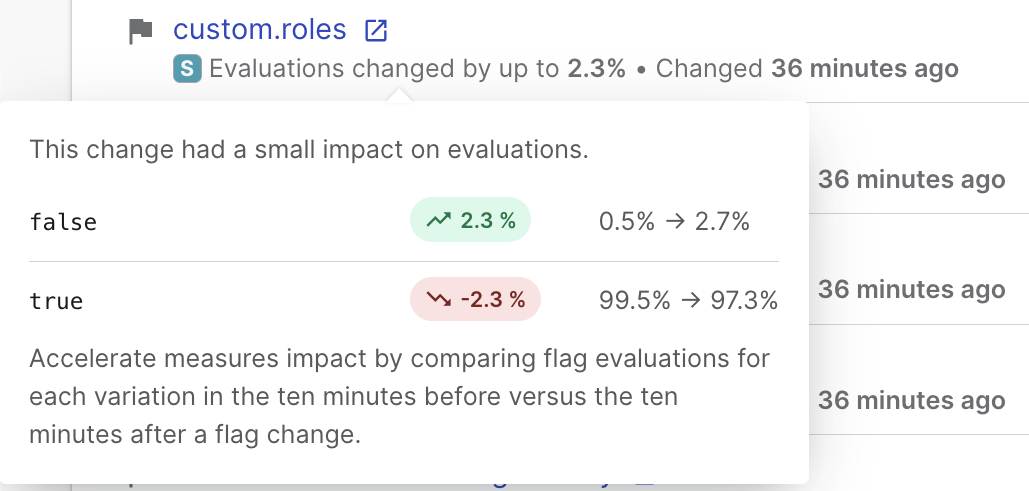 custom.roles
S Evaluations changed by up to 2.3% • Changed 36 minutes ago
This change had a small impact on evaluations.
36 minutes ago
false 2.3 % 0.5% → 2.7%
36 minutes ago
true -2.3 % 99.5% → 97.3%
Accelerate measures impact by comparing flag evaluations for
each variation in the ten minutes before versus the ten
36 minutes ago
minutes after a flag change.